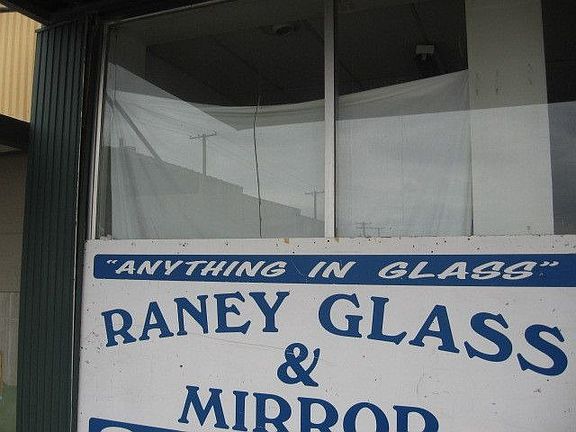 "ANYTHING IN GLASS"
RANEY GLASS
&
MIRROR